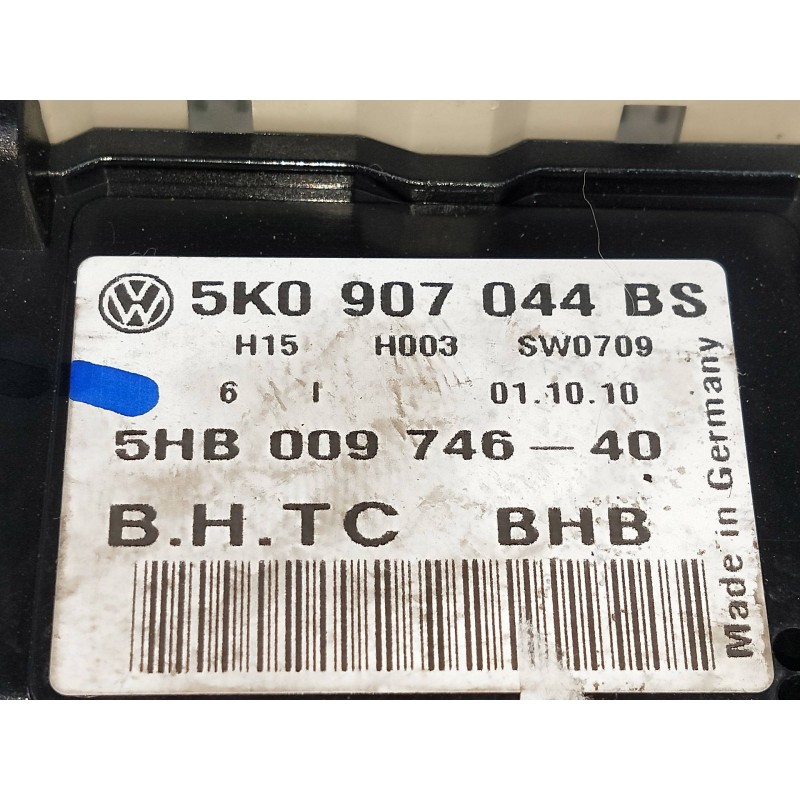 5K0 907 044 BS
H15 H003 SW0709
6 I 01.10.10
5HB 009 746-40
B.H.TC BHB
Made in Germany